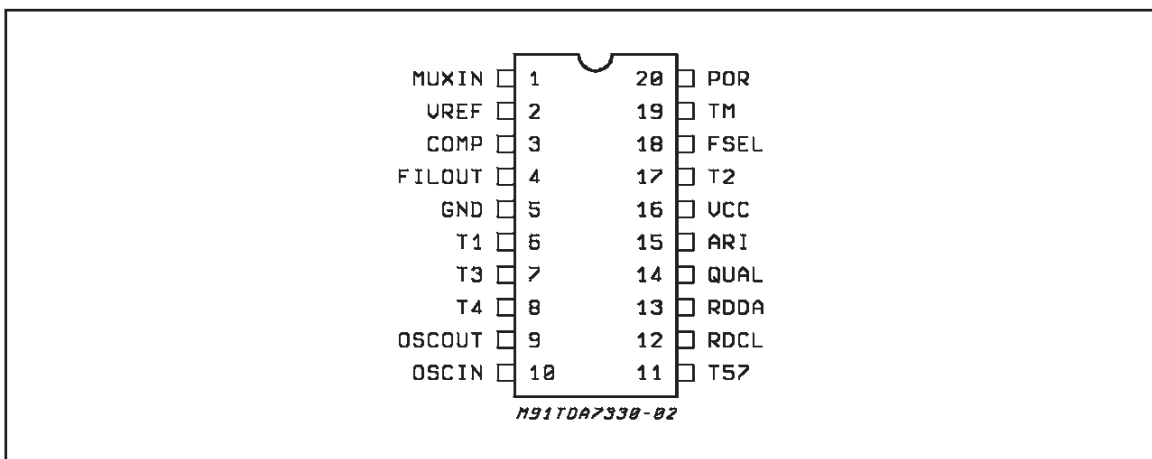 MUXIN 1 20 POR
VREF 2 19 TM
COMP 3 18 FSEL
FILOUT 4 17 T2
GND 5 16 VCC
T1 6 15 ARI
T3 7 14 QUAL
T4 8 13 RDDA
OSCOUT 9 12 RDCL
OSCIN 10 11 T57
M91TDA7330-02